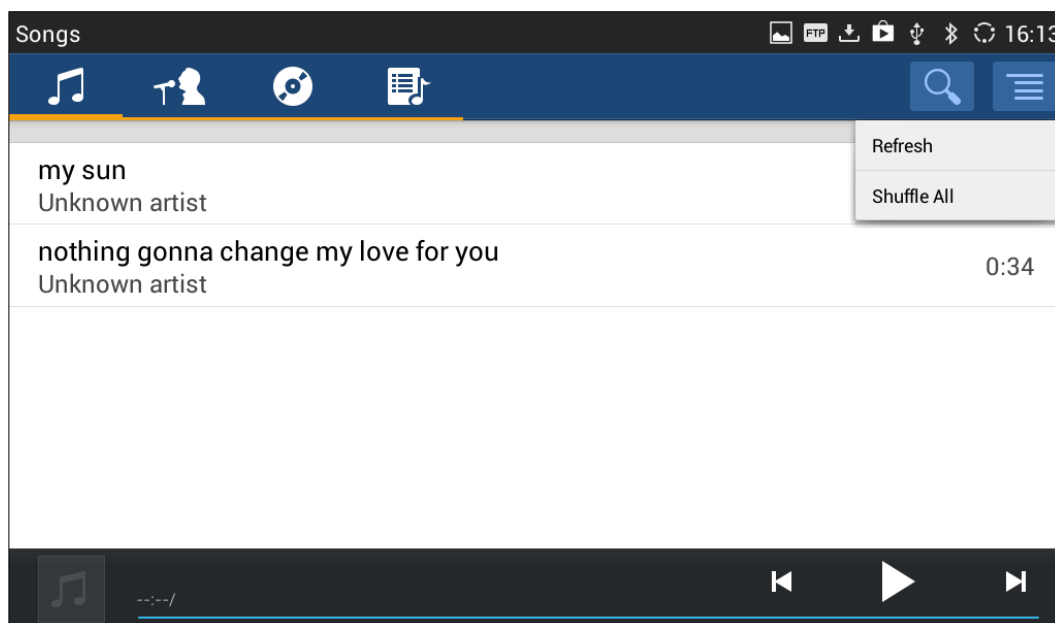 Songs
FTP
16:13
Refresh
Shuffle All
my sun
Unknown artist
nothing gonna change my love for you
Unknown artist
0:34
--:--/